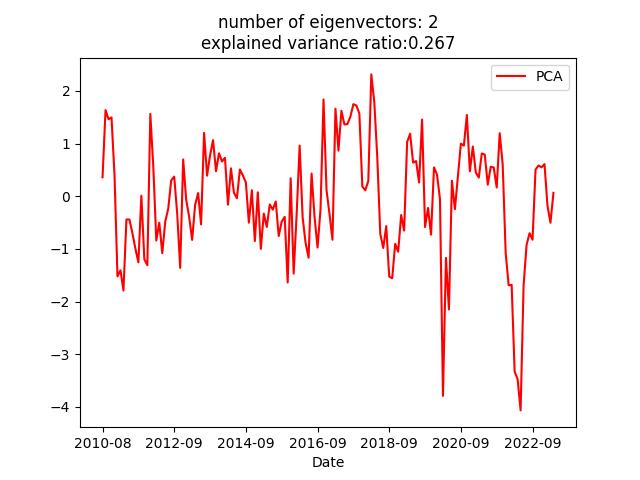 number of eigenvectors: 2
explained variance ratio:0.267
PCA
2
1
0
−1
−2
−3
−4
2010-08 2012-09 2014-09 2016-09 2018-09 2020-09 2022-09
Date